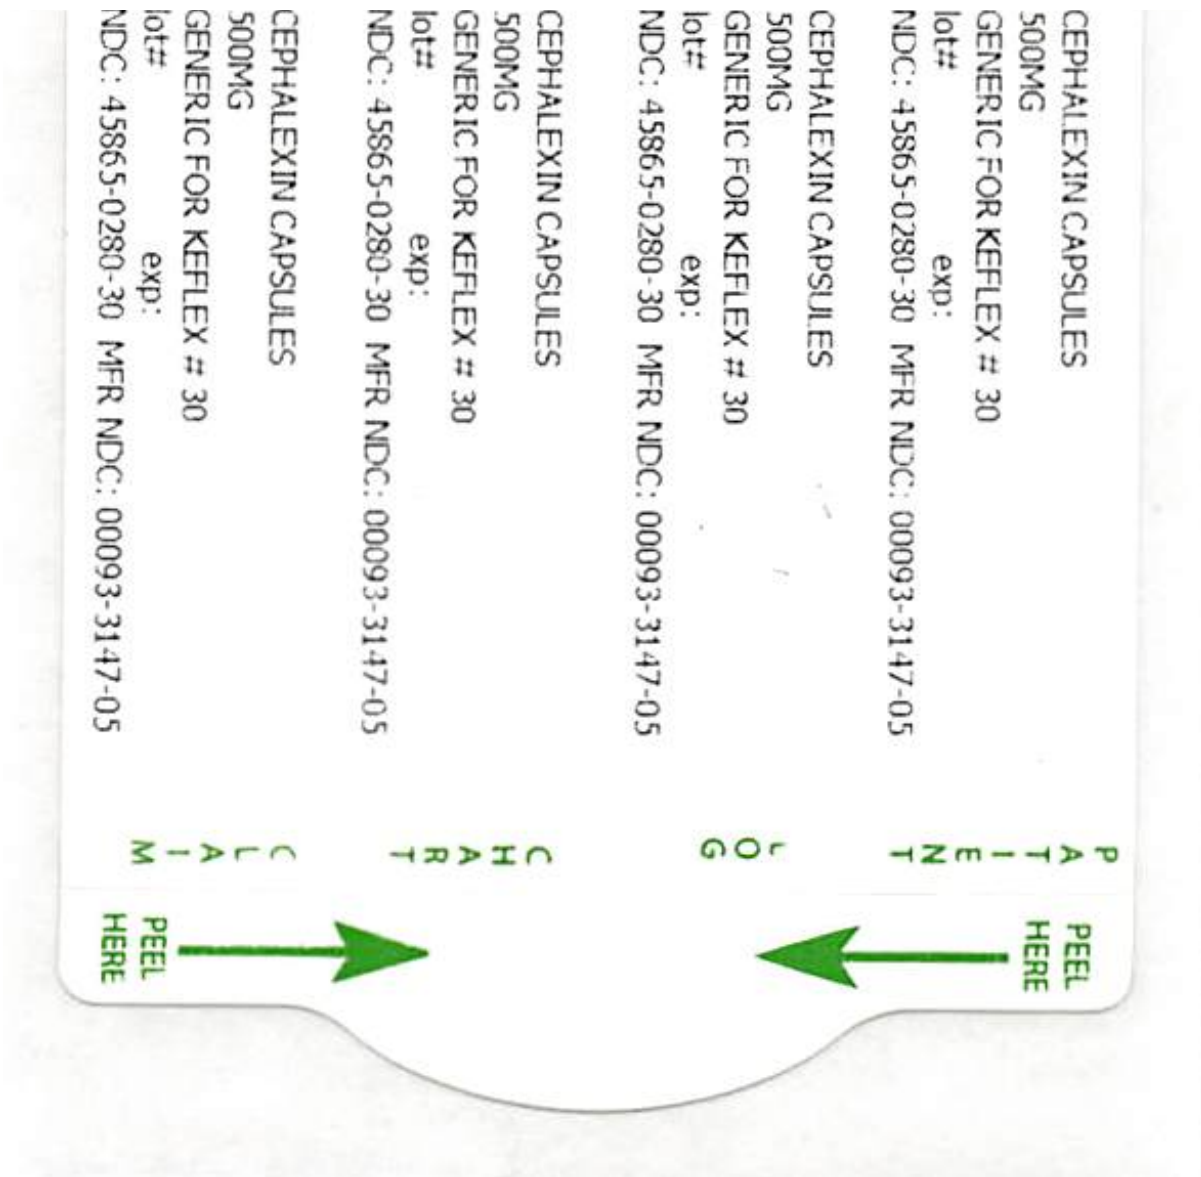 CEPHALEXIN CAPSULES
500MG
GENERIC FOR KEFLEX # 30
lot# exp:
NDC: 45865-0280-30 MFR NDC: 00093-3147-05
PATIENT
CEPHALEXIN CAPSULES
500MG
GENERIC FOR KEFLEX # 30
lot# exp:
NDC: 45865-0280-30 MFR NDC: 00093-3147-05
LOG
CEPHALEXIN CAPSULES
500MG
GENERIC FOR KEFLEX # 30
lot# exp:
NDC: 45865-0280-30 MFR NDC: 00093-3147-05
CHART
CEPHALEXIN CAPSULES
500MG
GENERIC FOR KEFLEX # 30
lot# exp:
NDC: 45865-0280-30 MFR NDC: 00093-3147-05
CLAIM
PEEL
HERE
PEEL
HERE